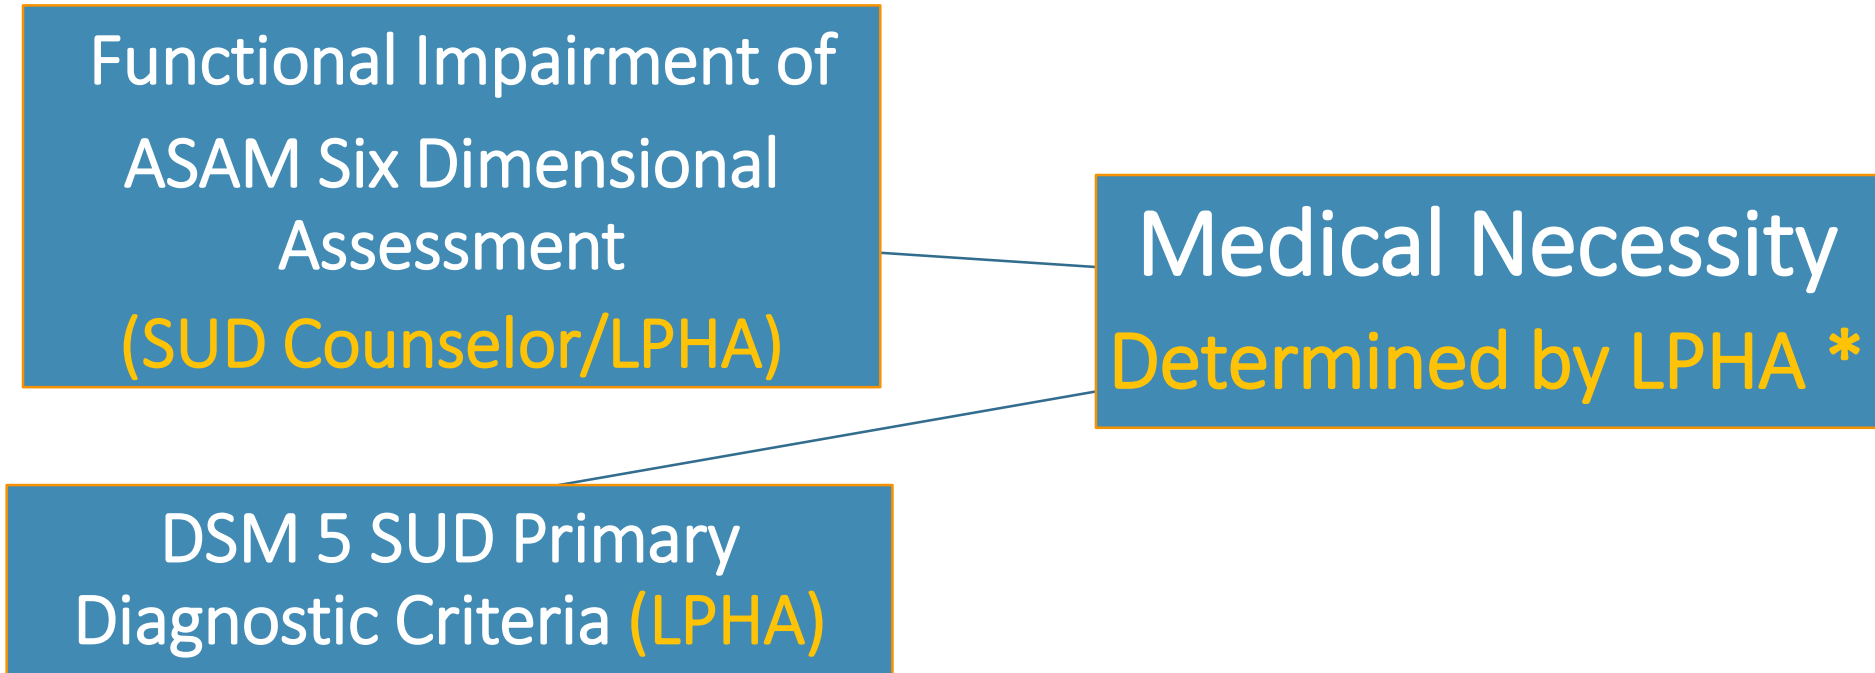 Functional Impairment of
ASAM Six Dimensional
Assessment
(SUD Counselor/LPHA)
Medical Necessity
Determined by LPHA *
DSM 5 SUD Primary
Diagnostic Criteria (LPHA)